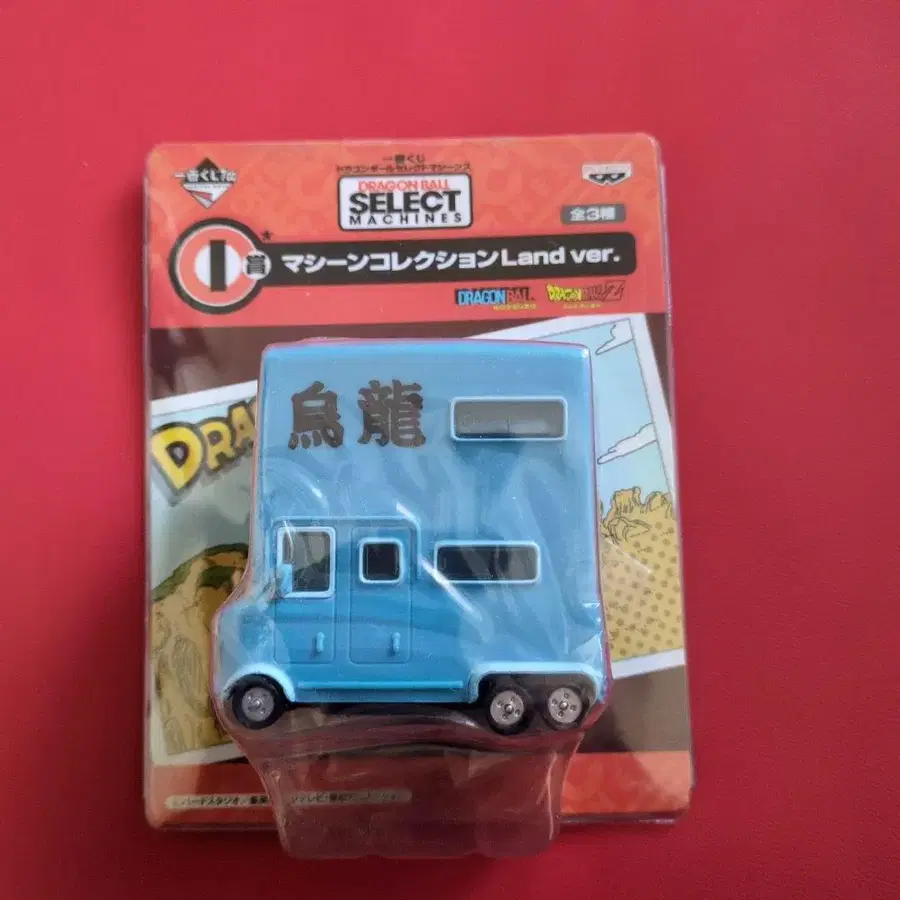 一番くじ
一番くじ
ドラゴンボールセレクトマシーンズ
DRAGON BALL
SELECT
MACHINES
全3種
I賞
マシーンコレクションLand ver.
DRAGON BALL
DRAGON BALL Z
DRA
烏龍